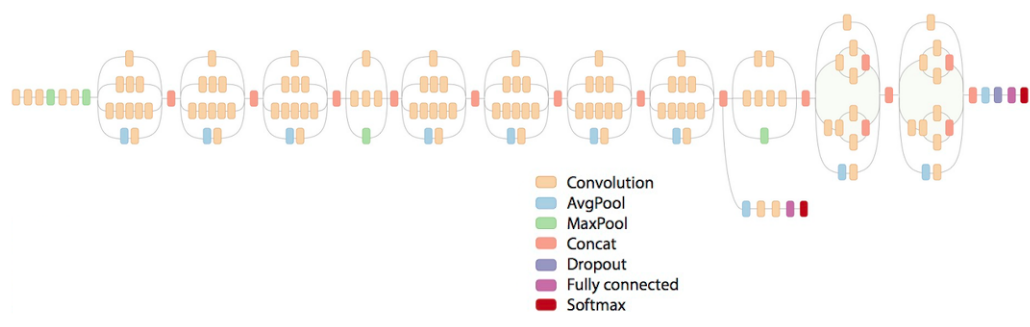 Convolution
AvgPool
MaxPool
Concat
Dropout
Fully connected
Softmax